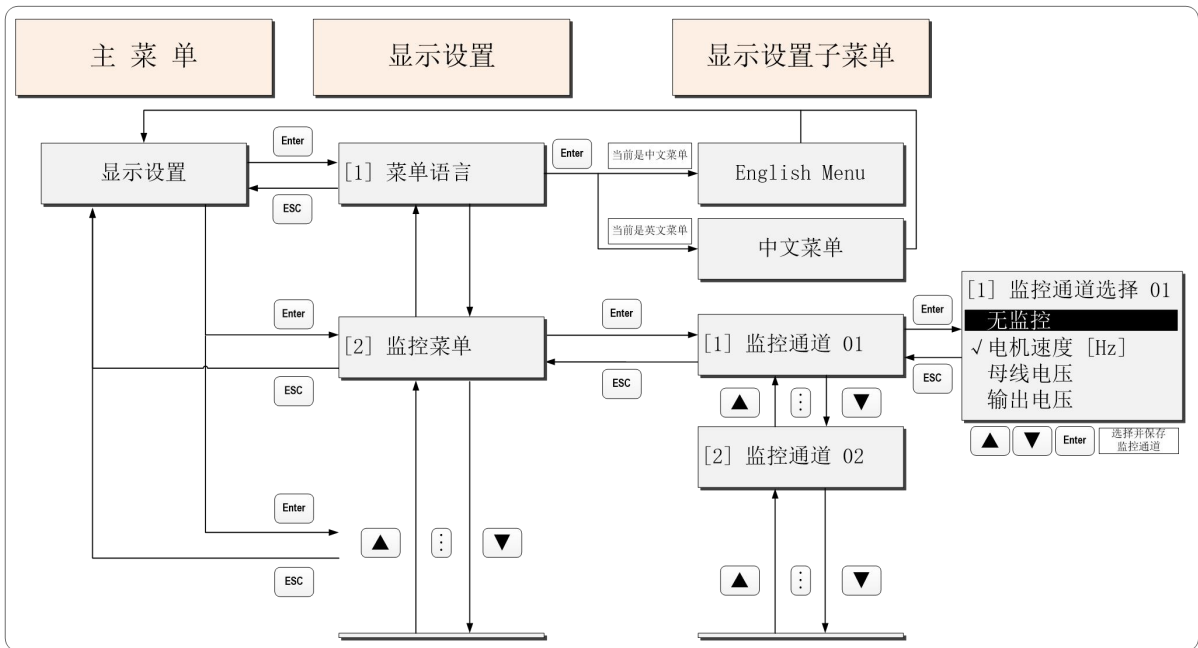 主 菜 单
显示设置
显示设置子菜单
显示设置
Enter
ESC
[1] 菜单语言
Enter
当前是中文菜单
English Menu
当前是英文菜单
中文菜单
Enter
ESC
[2] 监控菜单
Enter
ESC
[1] 监控通道 01
Enter
ESC
[1] 监控通道选择 01
无监控
√电机速度 [Hz]
母线电压
输出电压
▲ ▼ Enter 选择并保存
监控通道
▲ ⋮ ▼
[2] 监控通道 02
Enter
ESC
▲ ⋮ ▼
▲ ⋮ ▼